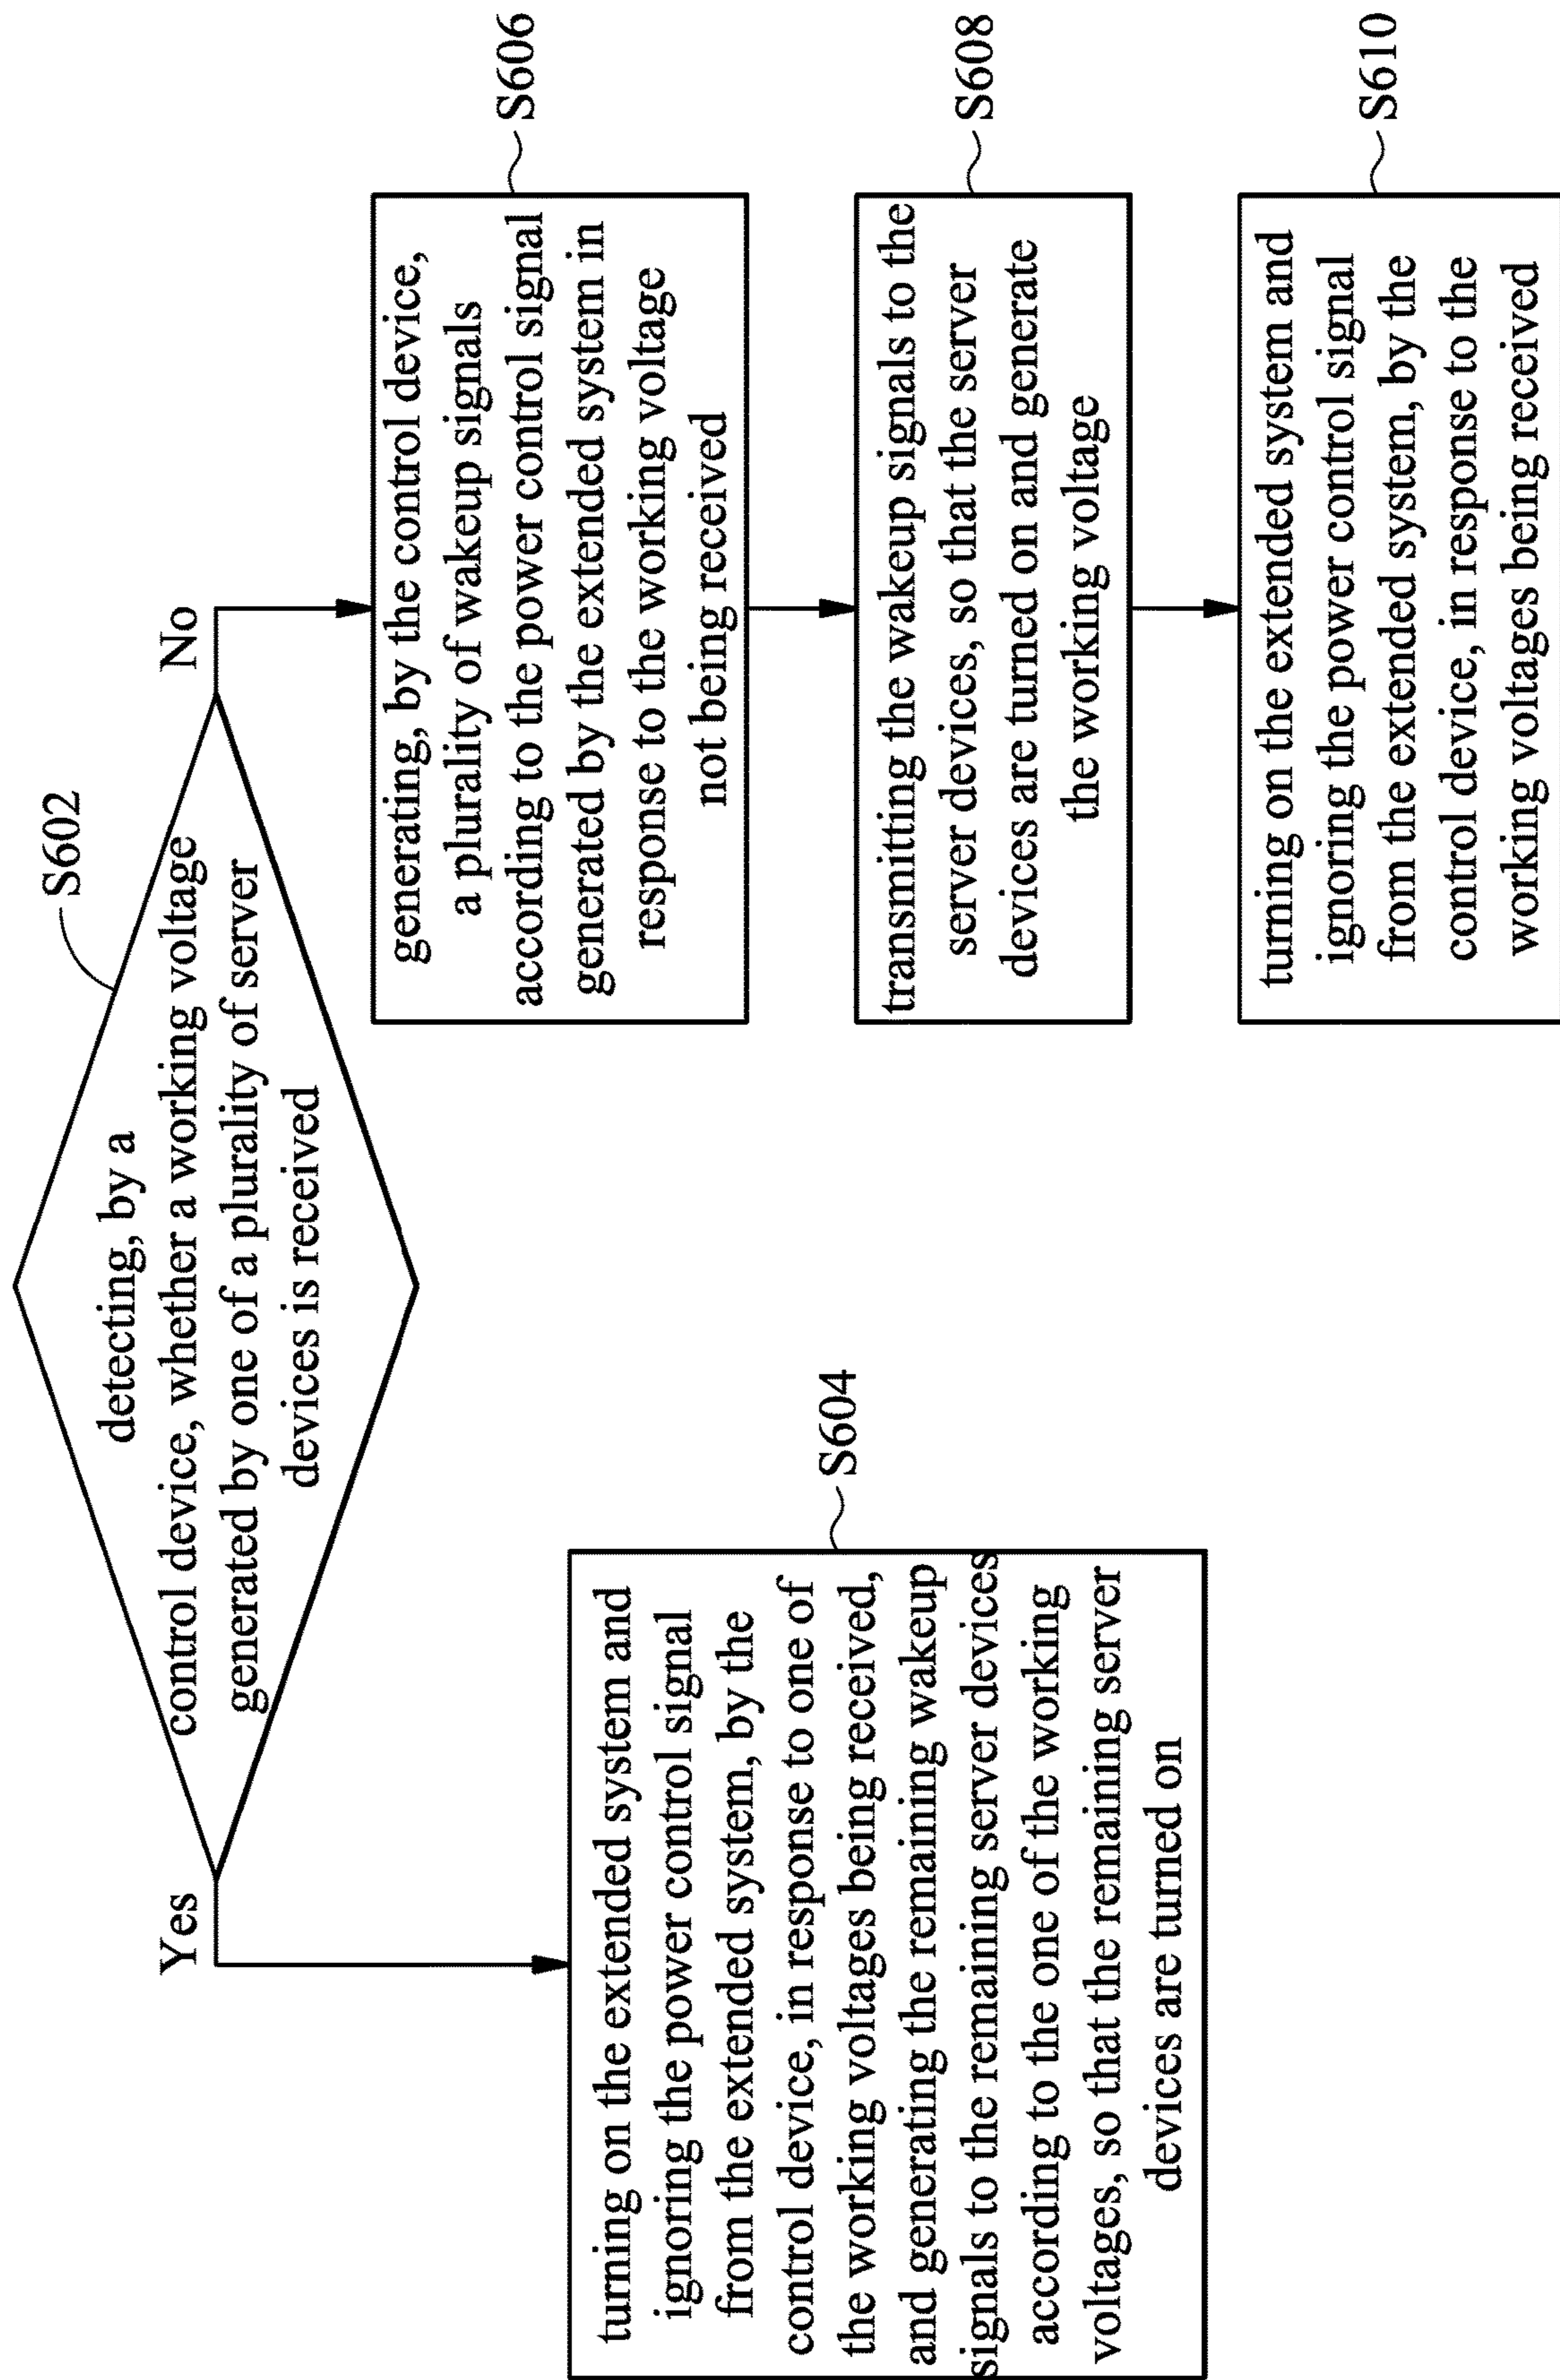 S602
detecting, by a
control device, whether a working voltage
generated by one of a plurality of server
devices is received
Yes
No
turning on the extended system and
ignoring the power control signal
from the extended system, by the
control device, in response to one of
the working voltages being received,
and generating the remaining wakeup
signals to the remaining server devices
according to the one of the working
voltages, so that the remaining server
devices are turned on
S604
generating, by the control device,
a plurality of wakeup signals
according to the power control signal
generated by the extended system in
response to the working voltage
not being received
S606
transmitting the wakeup signals to the
server devices, so that the server
devices are turned on and generate
the working voltage
S608
turning on the extended system and
ignoring the power control signal
from the extended system, by the
control device, in response to the
working voltages being received
S610